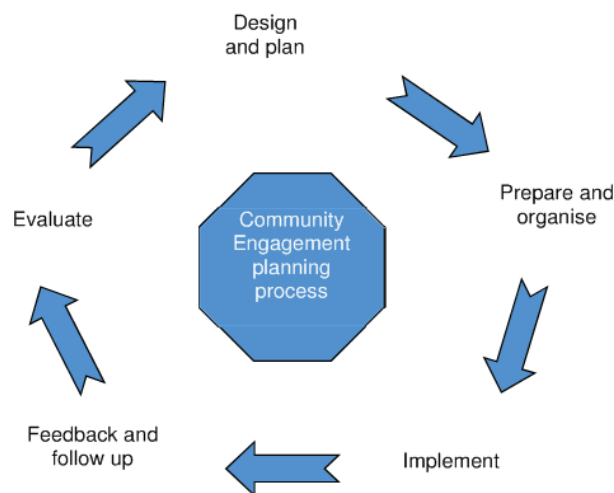 Design
and plan
Prepare and
organise
Community
Engagement
planning
process
Evaluate
Feedback and
follow up
Implement